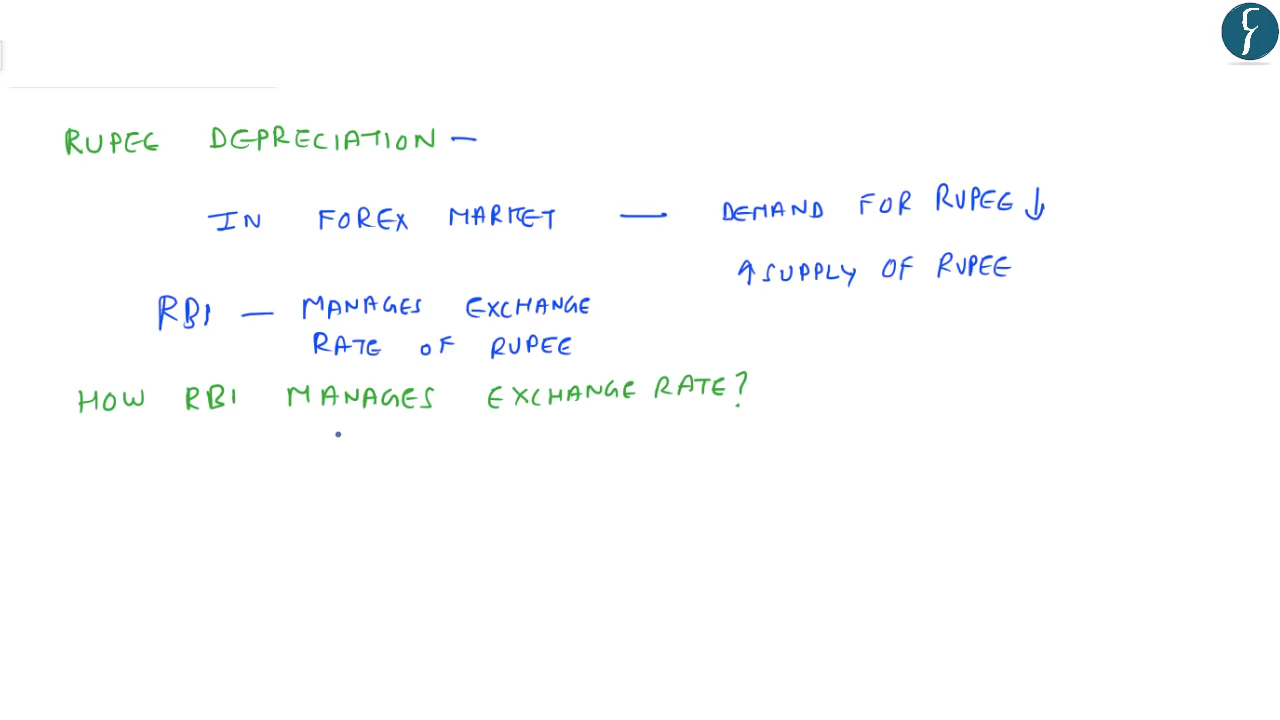 RUPEE DEPRECIATION —
IN FOREX MARKET — DEMAND FOR RUPEE ↓
↑ SUPPLY OF RUPEE
RBI — MANAGES EXCHANGE
RATE OF RUPEE
HOW RBI MANAGES EXCHANGE RATE?